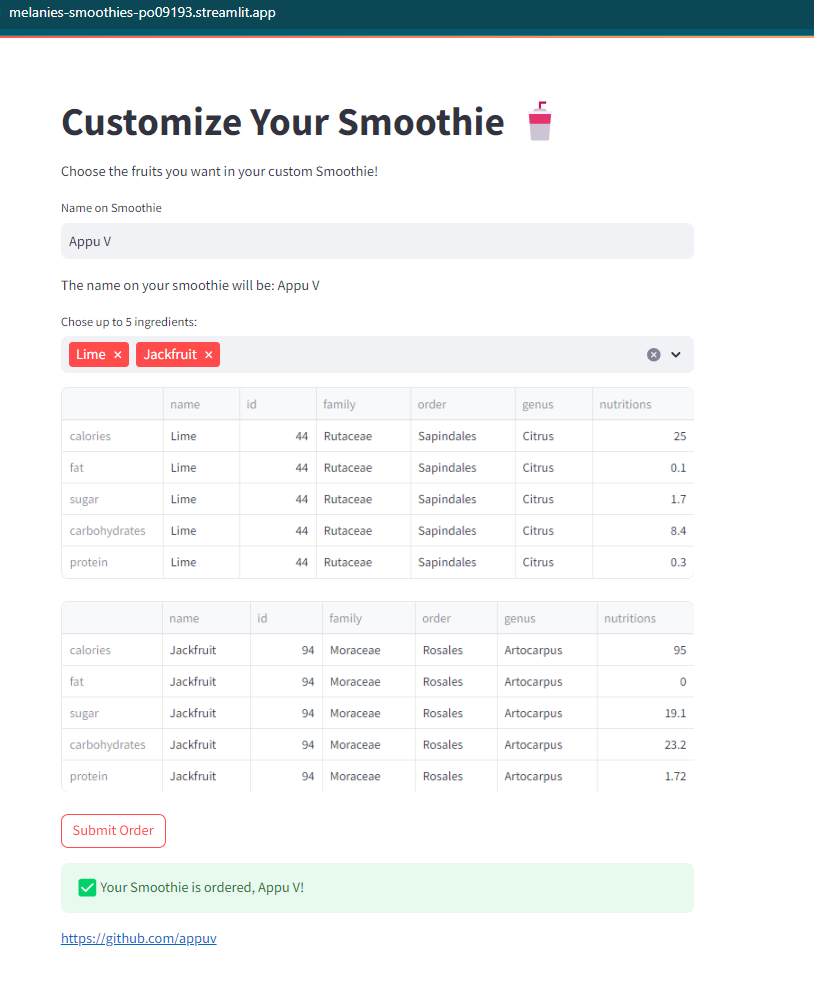 melanies-smoothies-po09193.streamlit.app
Customize Your Smoothie
Choose the fruits you want in your custom Smoothie!
Name on Smoothie
Appu V
The name on your smoothie will be: Appu V
Chose up to 5 ingredients:
Lime × Jackfruit ×
name id family order genus nutritions
calories Lime 44 Rutaceae Sapindales Citrus 25
fat Lime 44 Rutaceae Sapindales Citrus 0.1
sugar Lime 44 Rutaceae Sapindales Citrus 1.7
carbohydrates Lime 44 Rutaceae Sapindales Citrus 8.4
protein Lime 44 Rutaceae Sapindales Citrus 0.3
name id family order genus nutritions
calories Jackfruit 94 Moraceae Rosales Artocarpus 95
fat Jackfruit 94 Moraceae Rosales Artocarpus 0
sugar Jackfruit 94 Moraceae Rosales Artocarpus 19.1
carbohydrates Jackfruit 94 Moraceae Rosales Artocarpus 23.2
protein Jackfruit 94 Moraceae Rosales Artocarpus 1.72
Submit Order
Your Smoothie is ordered, Appu V!
https://github.com/appuv